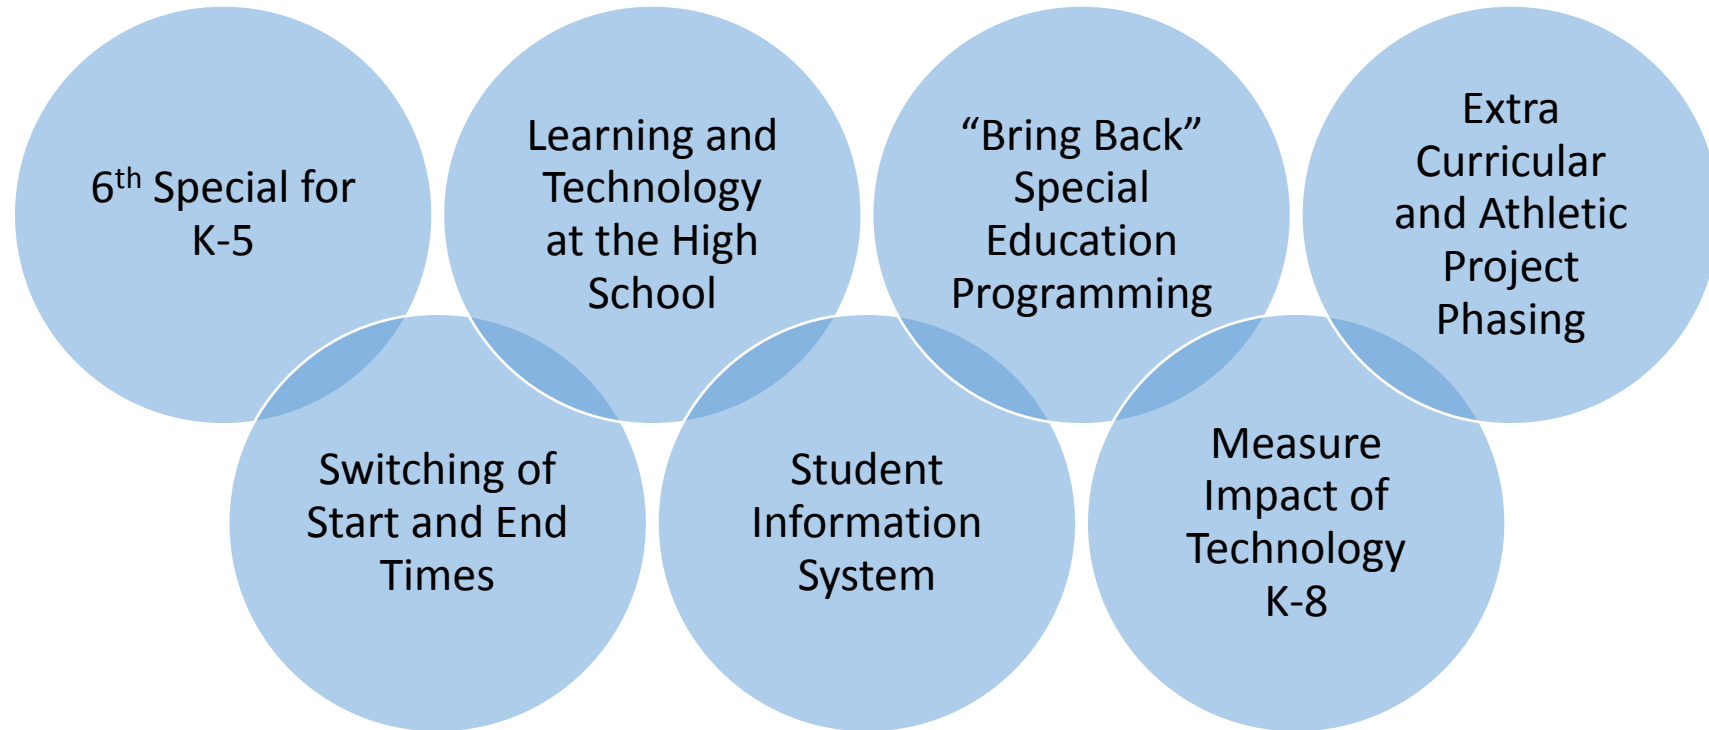 6th Special for
K-5
Learning and
Technology
at the High
School
“Bring Back”
Special
Education
Programming
Extra
Curricular
and Athletic
Project
Phasing
Switching of
Start and End
Times
Student
Information
System
Measure
Impact of
Technology
K-8